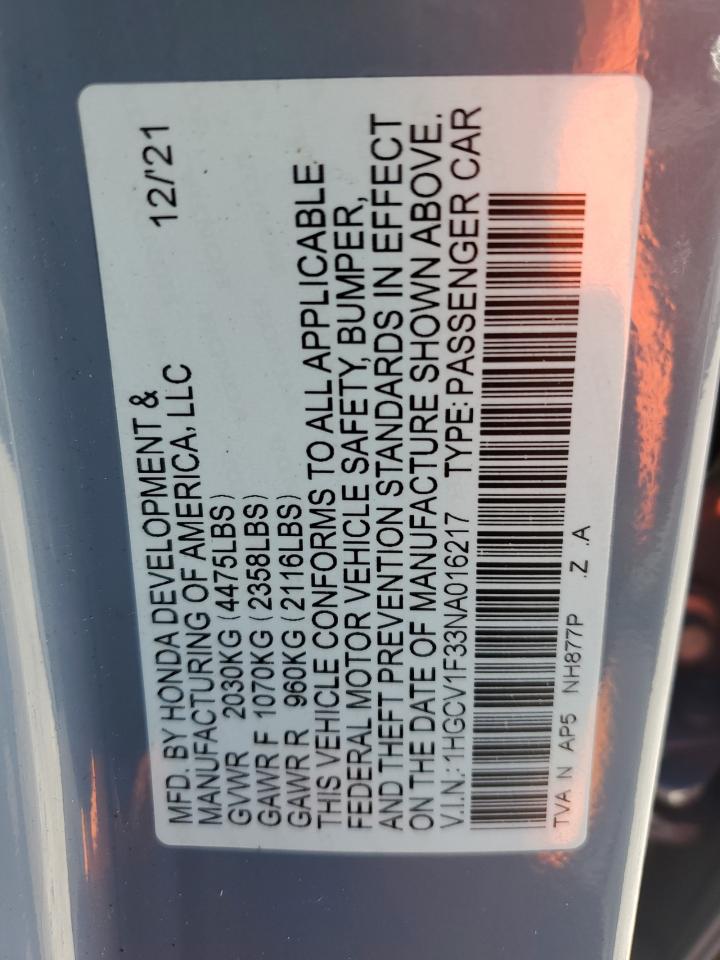 MFD. BY HONDA DEVELOPMENT & 12/'21
MANUFACTURING OF AMERICA, LLC
GVWR 2030KG (4475LBS)
GAWR F 1070KG (2358LBS)
GAWR R 960KG (2116LBS)
THIS VEHICLE CONFORMS TO ALL APPLICABLE
FEDERAL MOTOR VEHICLE SAFETY, BUMPER,
AND THEFT PREVENTION STANDARDS IN EFFECT
ON THE DATE OF MANUFACTURE SHOWN ABOVE.
V.I.N.: 1HGCV1F33NA016217 TYPE: PASSENGER CAR
TVA N AP5 NH877P .Z .A